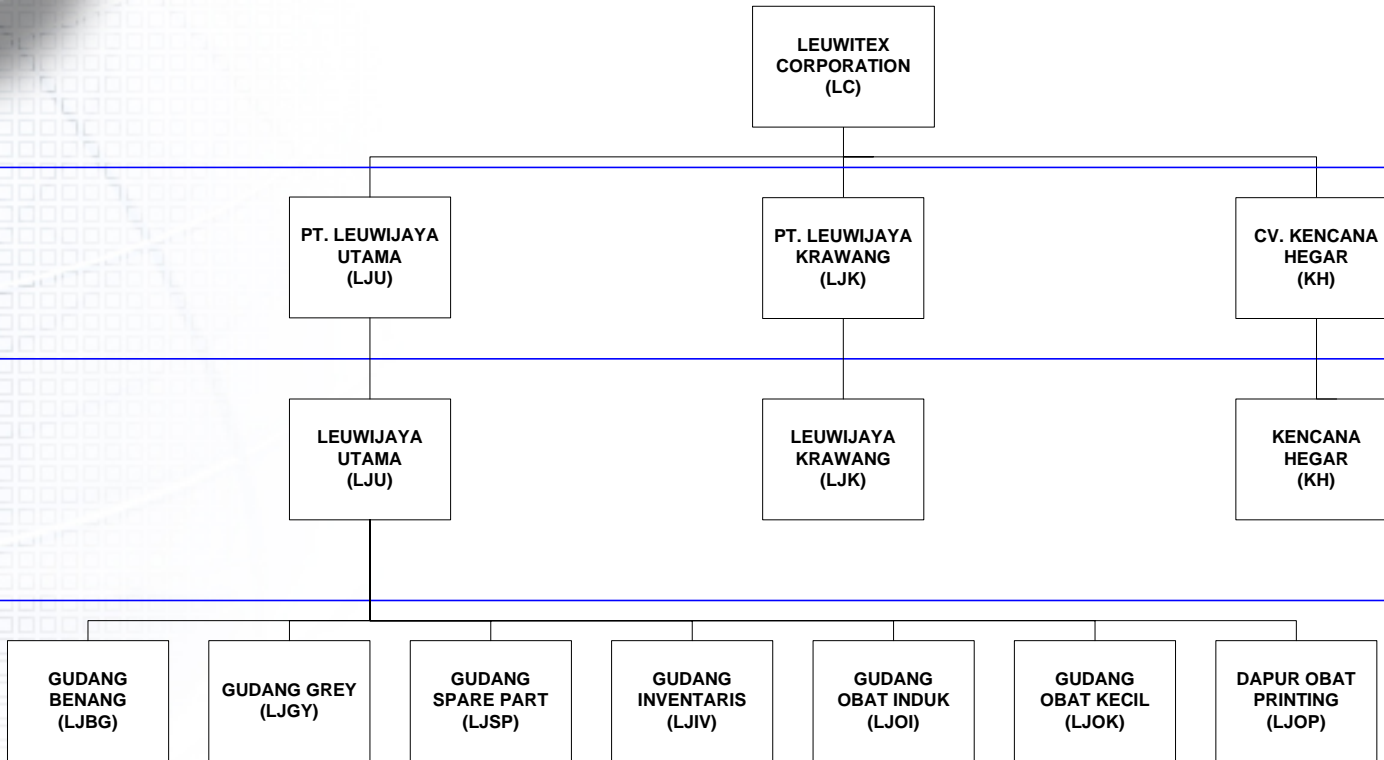 LEUWITEX
CORPORATION
(LC)
PT. LEUWIJAYA
UTAMA
(LJU)
PT. LEUWIJAYA
KRAWANG
(LJK)
CV. KENCANA
HEGAR
(KH)
LEUWIJAYA
UTAMA
(LJU)
LEUWIJAYA
KRAWANG
(LJK)
KENCANA
HEGAR
(KH)
GUDANG
BENANG
(LJBG)
GUDANG GREY
(LJGY)
GUDANG
SPARE PART
(LJSP)
GUDANG
INVENTARIS
(LJIV)
GUDANG
OBAT INDUK
(LJOI)
GUDANG
OBAT KECIL
(LJOK)
DAPUR OBAT
PRINTING
(LJOP)